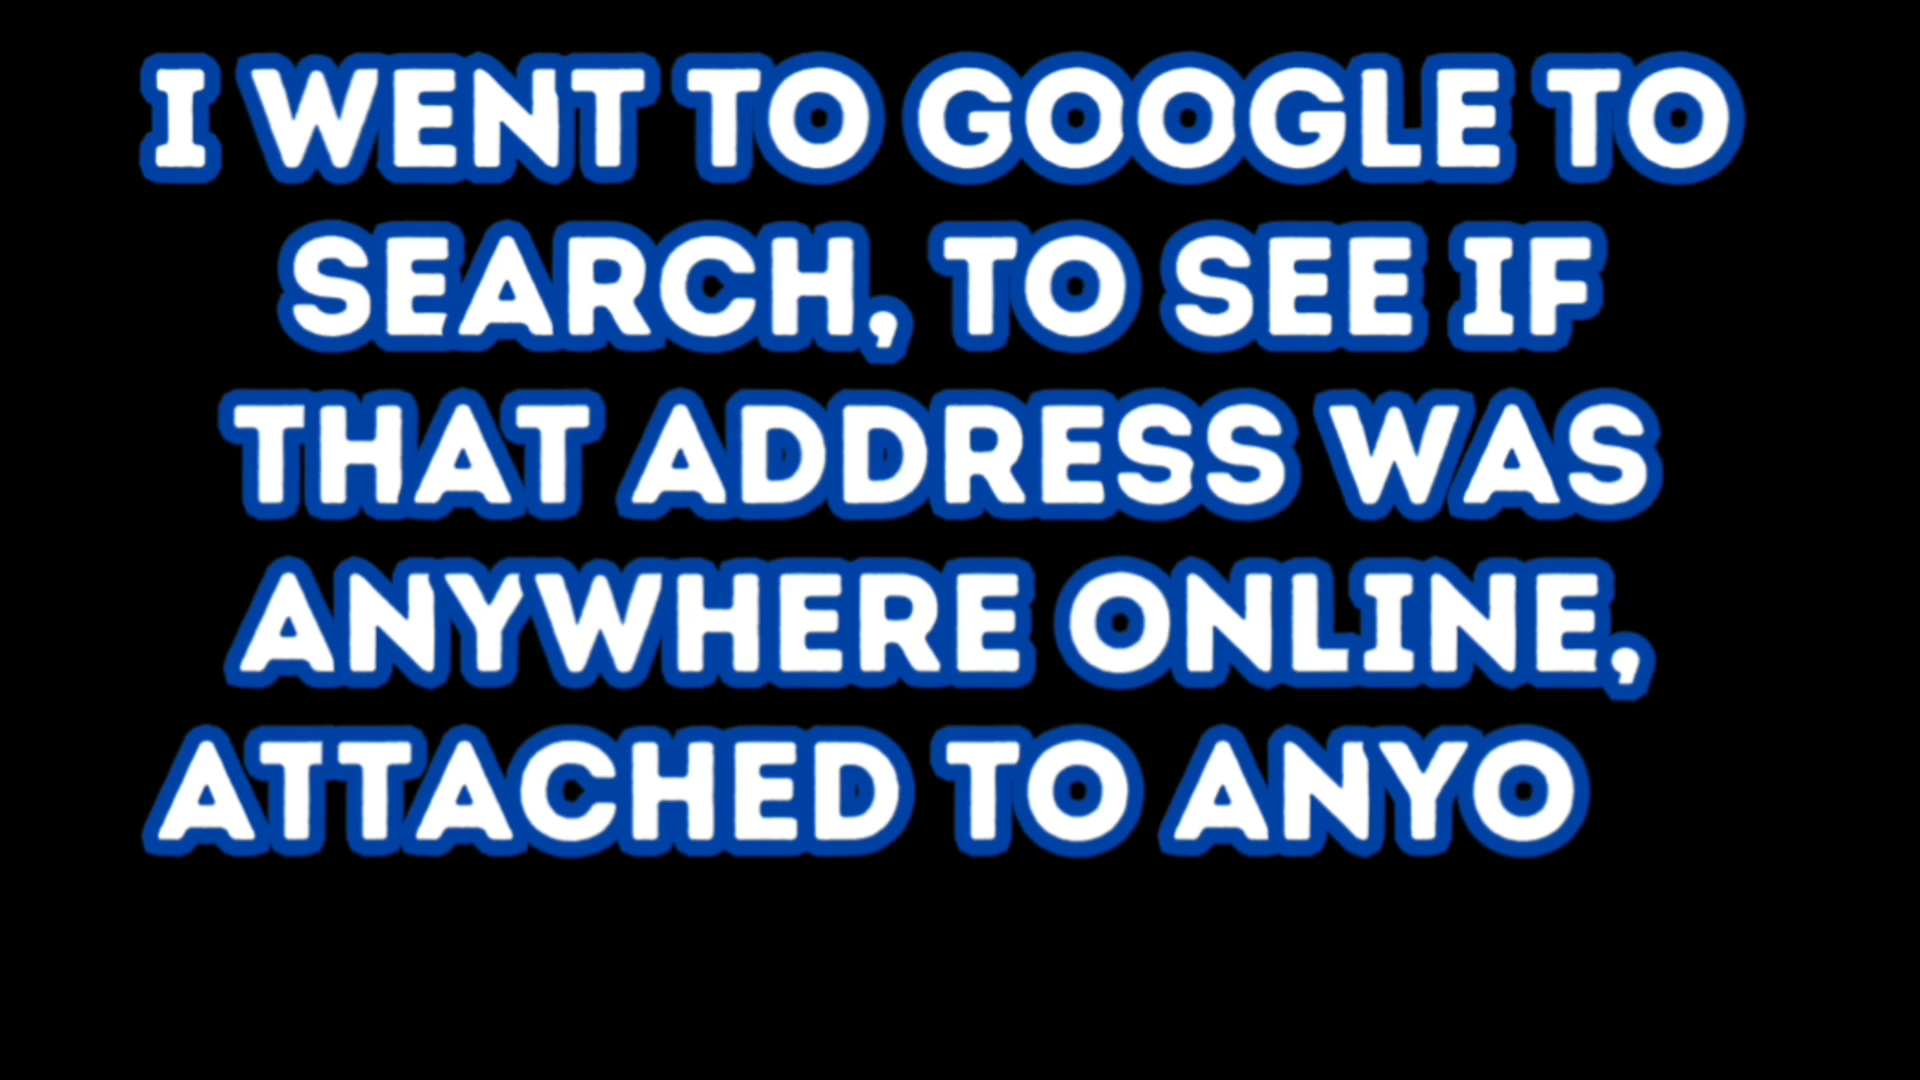 I WENT TO GOOGLE TO
SEARCH, TO SEE IF
THAT ADDRESS WAS
ANYWHERE ONLINE,
ATTACHED TO ANYO